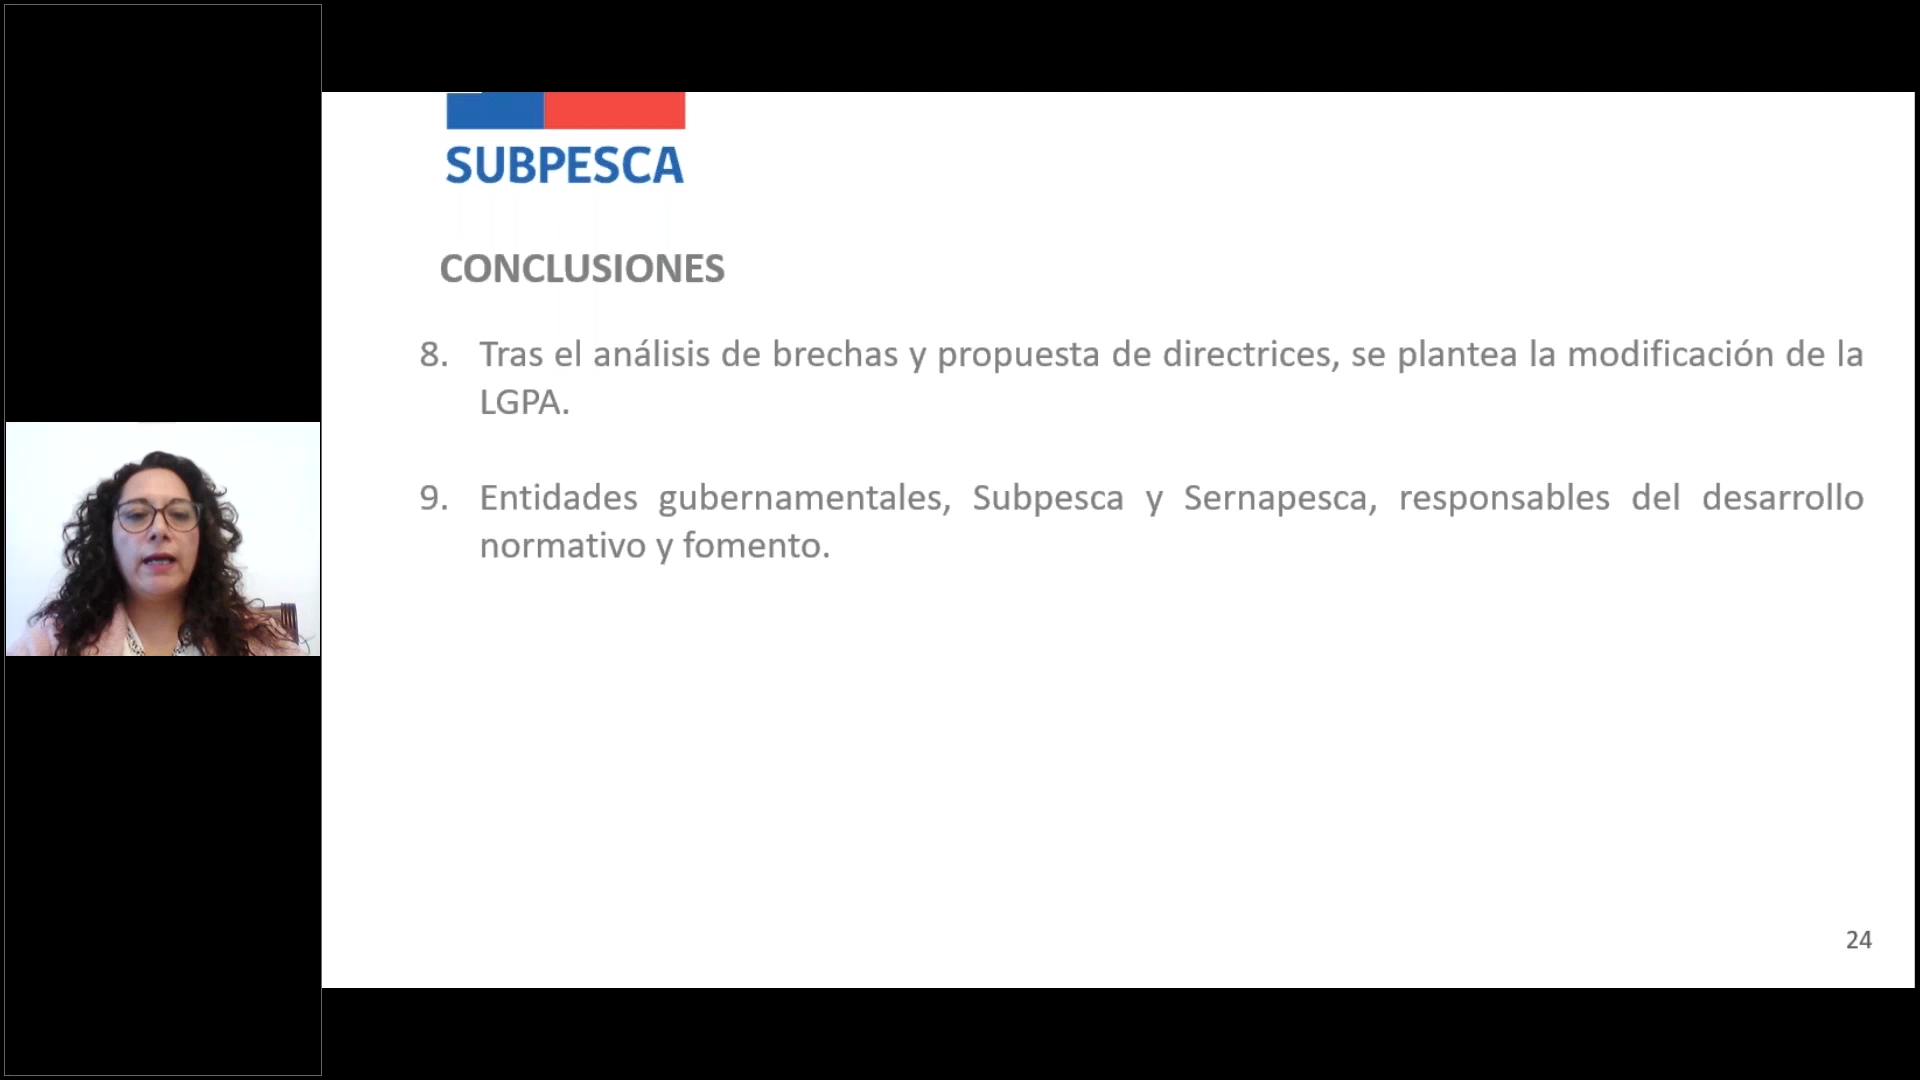 SUBPESCA
CONCLUSIONES
8. Tras el análisis de brechas y propuesta de directrices, se plantea la modificación de la
LGPA.
9. Entidades gubernamentales, Subpesca y Sernapesca, responsables del desarrollo
normativo y fomento.
24